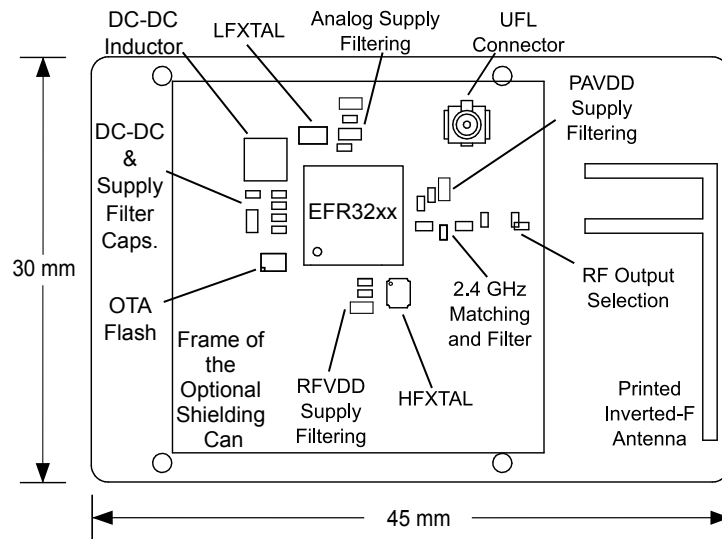 DC-DC
Inductor
LFXTAL
Analog Supply
Filtering
UFL
Connector
PAVDD
Supply
Filtering
DC-DC
&
Supply
Filter
Caps.
EFR32xx
30 mm
OTA
Flash
Frame of
the
Optional
Shielding
Can
RFVDD
Supply
Filtering
HFXTAL
2.4 GHz
Matching
and Filter
RF Output
Selection
Printed
Inverted-F
Antenna
45 mm